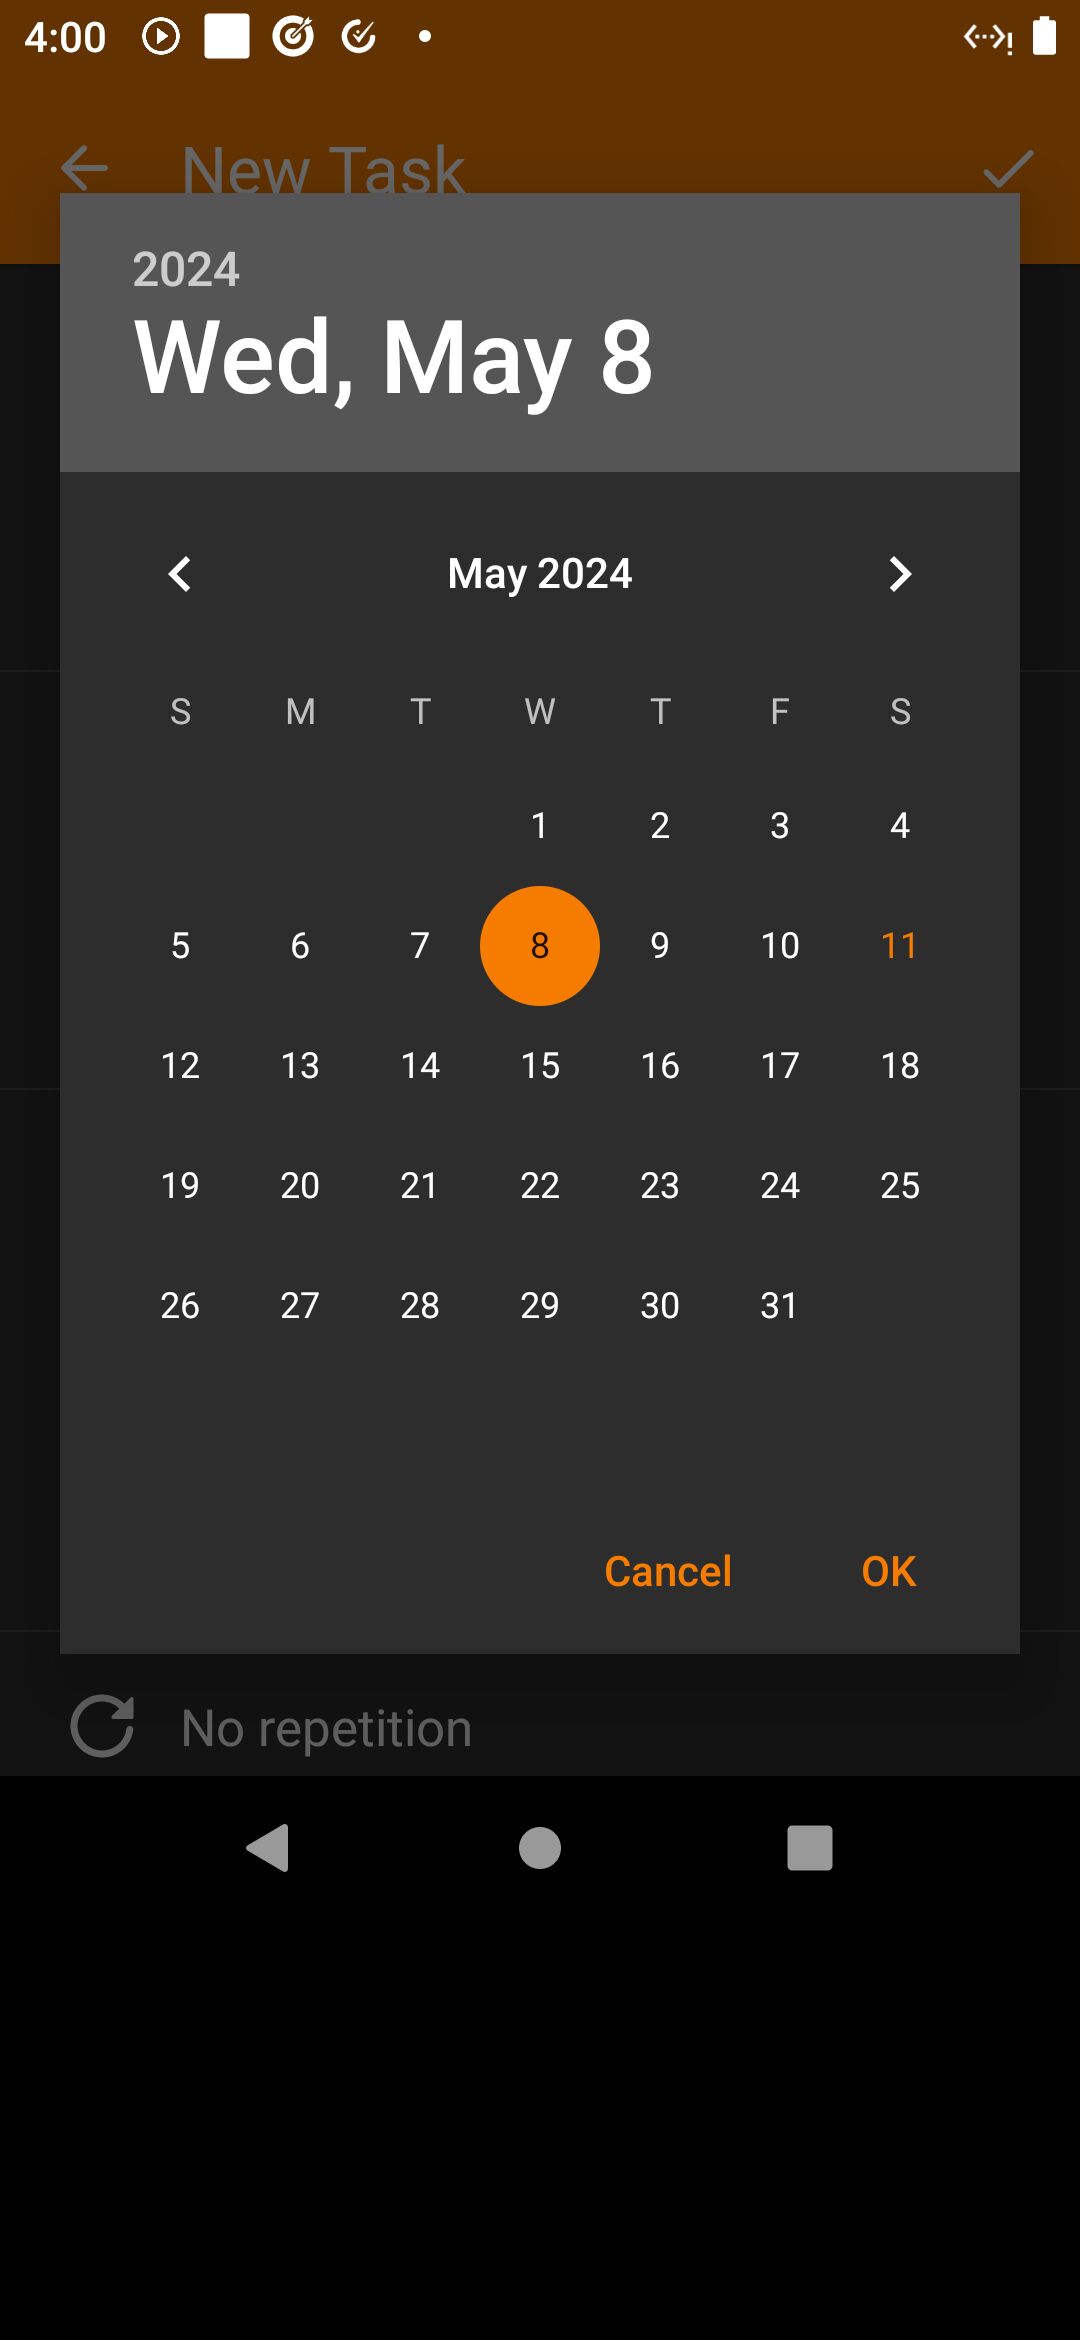 4:00
New Task
2024
Wed, May 8
May 2024
S M T W T F S
1 2 3 4
5 6 7 8 9 10 11
12 13 14 15 16 17 18
19 20 21 22 23 24 25
26 27 28 29 30 31
Cancel OK
No repetition